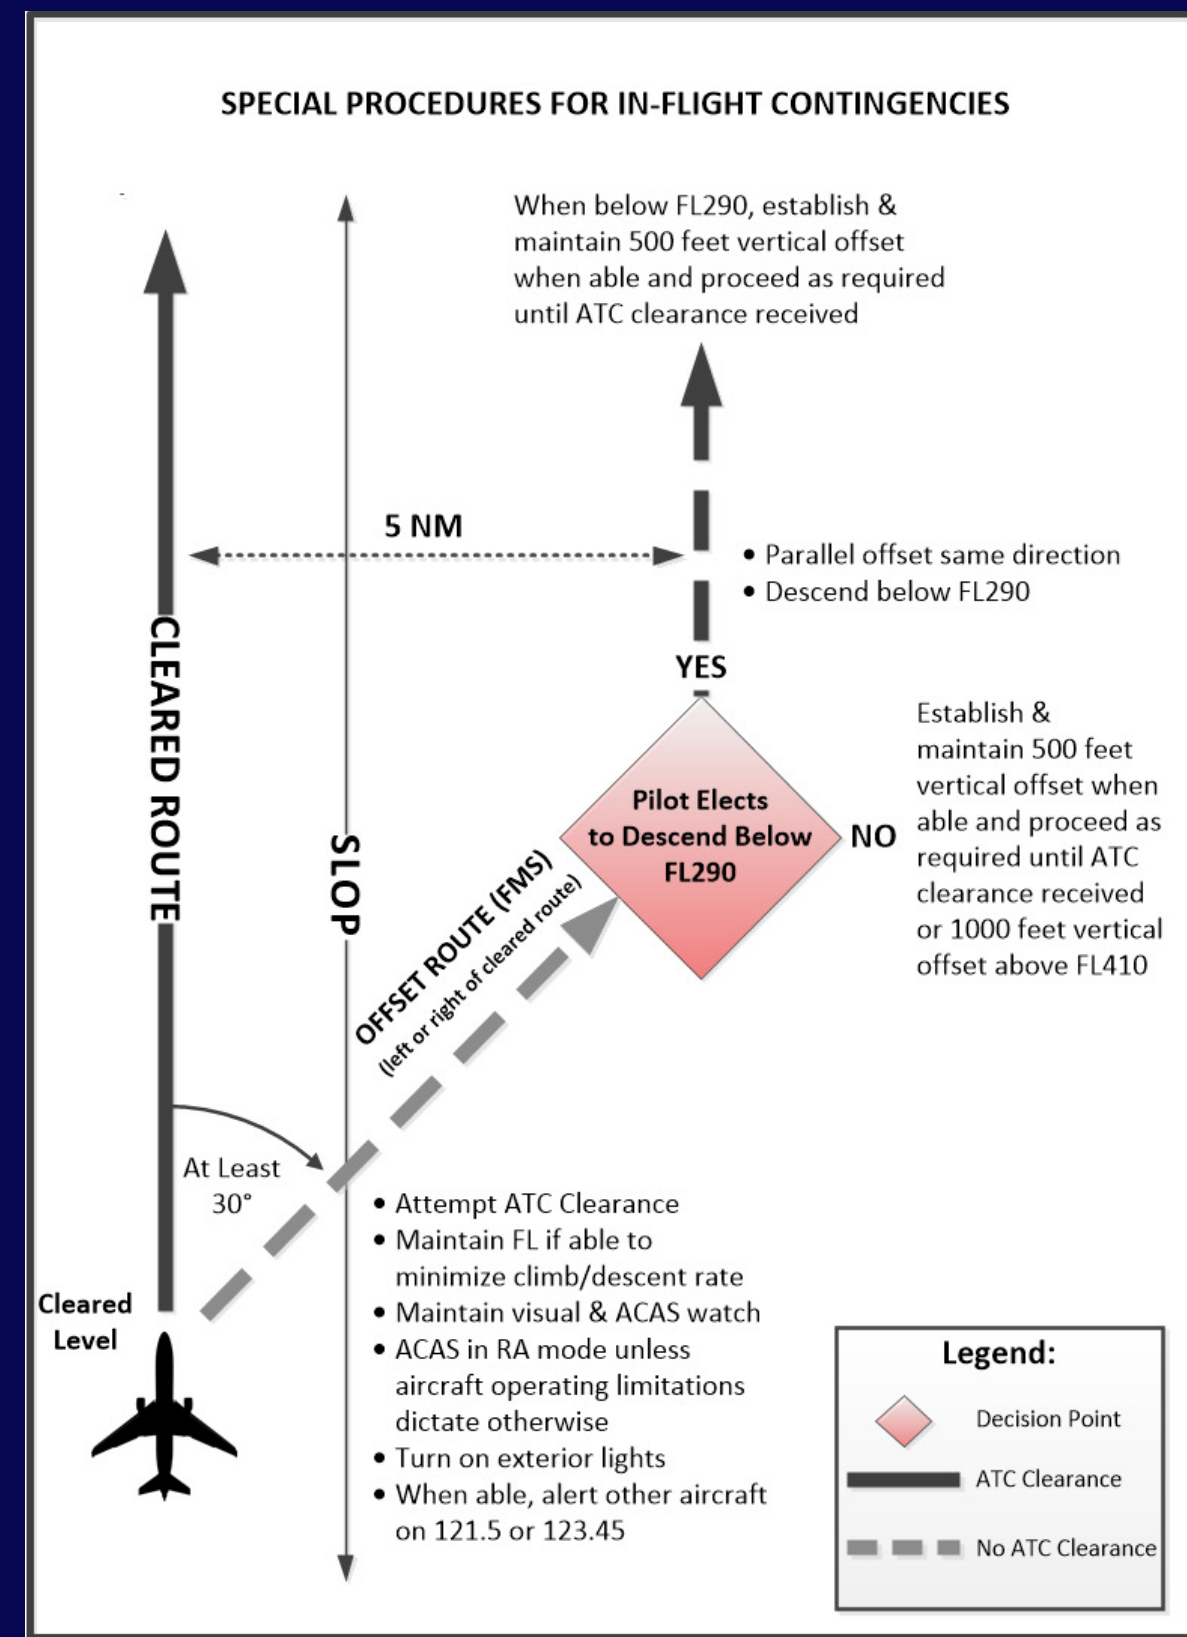 SPECIAL PROCEDURES FOR IN-FLIGHT CONTINGENCIES
When below FL290, establish &
maintain 500 feet vertical offset
when able and proceed as required
until ATC clearance received
5 NM
• Parallel offset same direction
• Descend below FL290
YES
CLEARED ROUTE
SLOP
Pilot Elects
to Descend Below
FL290
NO
Establish &
maintain 500 feet
vertical offset when
able and proceed as
required until ATC
clearance received
or 1000 feet vertical
offset above FL410
OFFSET ROUTE (FMS)
(left or right of cleared route)
At Least
30°
• Attempt ATC Clearance
• Maintain FL if able to
minimize climb/descent rate
• Maintain visual & ACAS watch
• ACAS in RA mode unless
aircraft operating limitations
dictate otherwise
• Turn on exterior lights
• When able, alert other aircraft
on 121.5 or 123.45
Cleared
Level
Legend:
Decision Point
ATC Clearance
No ATC Clearance